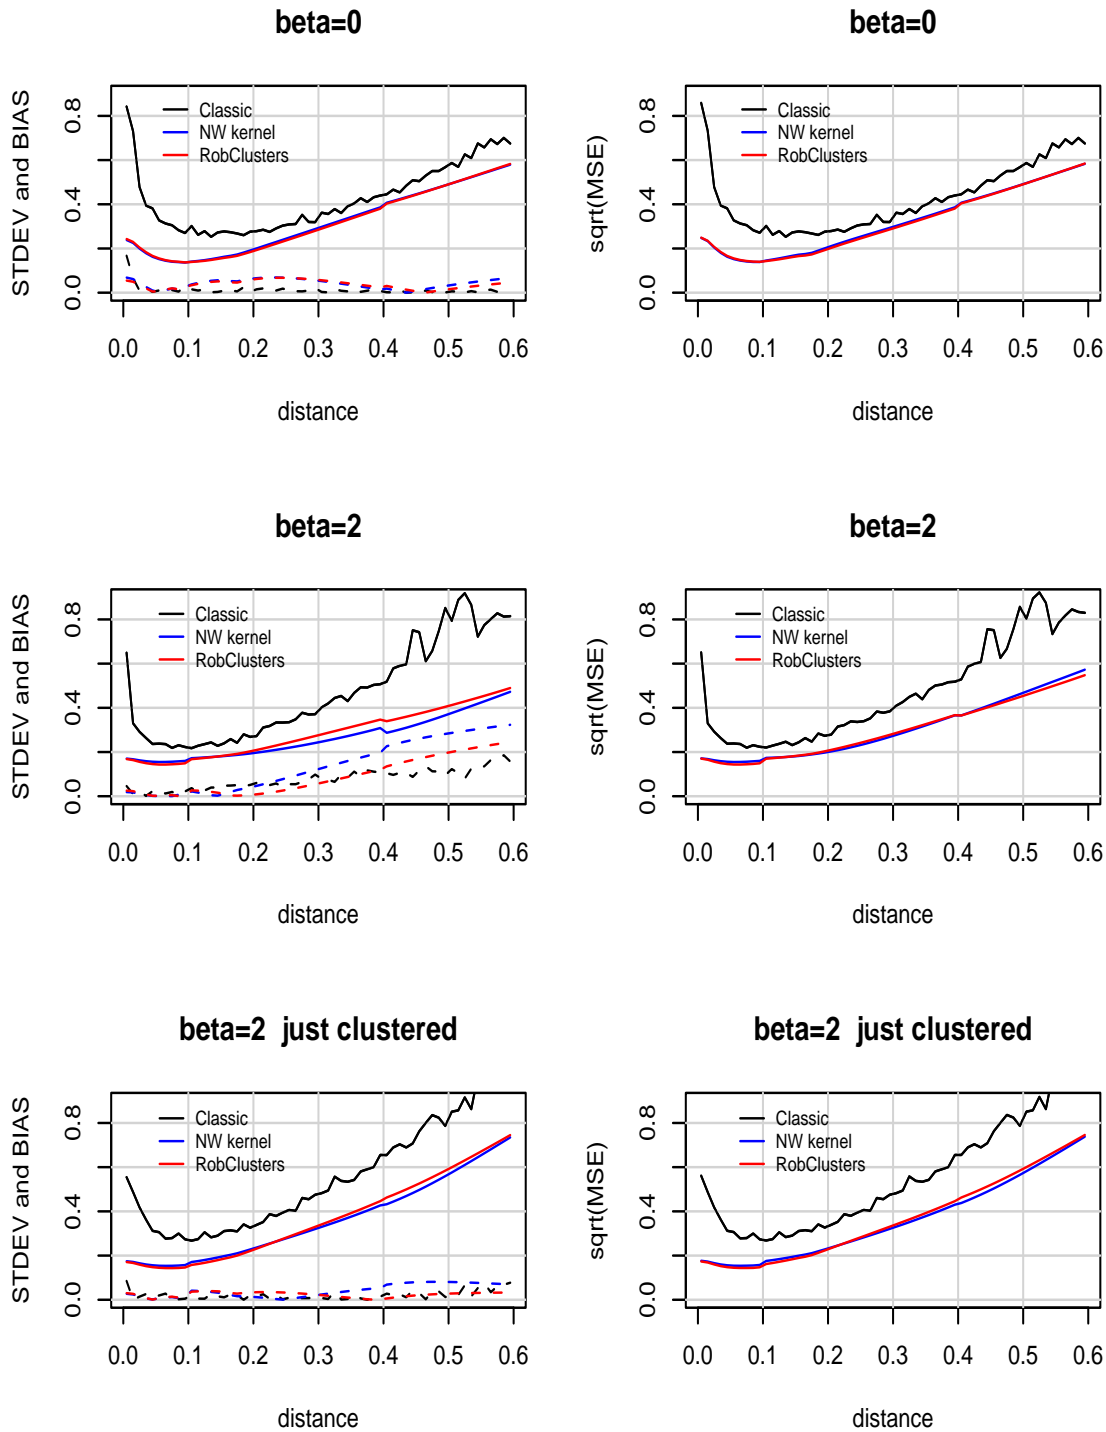 beta=0
STDEV and BIAS
0.0 0.4 0.8
Classic
NW kernel
RobClusters
0.0 0.1 0.2 0.3 0.4 0.5 0.6
distance
beta=0
sqrt(MSE)
0.0 0.4 0.8
Classic
NW kernel
RobClusters
0.0 0.1 0.2 0.3 0.4 0.5 0.6
distance
beta=2
STDEV and BIAS
0.0 0.4 0.8
Classic
NW kernel
RobClusters
0.0 0.1 0.2 0.3 0.4 0.5 0.6
distance
beta=2
sqrt(MSE)
0.0 0.4 0.8
Classic
NW kernel
RobClusters
0.0 0.1 0.2 0.3 0.4 0.5 0.6
distance
beta=2 just clustered
STDEV and BIAS
0.0 0.4 0.8
Classic
NW kernel
RobClusters
0.0 0.1 0.2 0.3 0.4 0.5 0.6
distance
beta=2 just clustered
sqrt(MSE)
0.0 0.4 0.8
Classic
NW kernel
RobClusters
0.0 0.1 0.2 0.3 0.4 0.5 0.6
distance